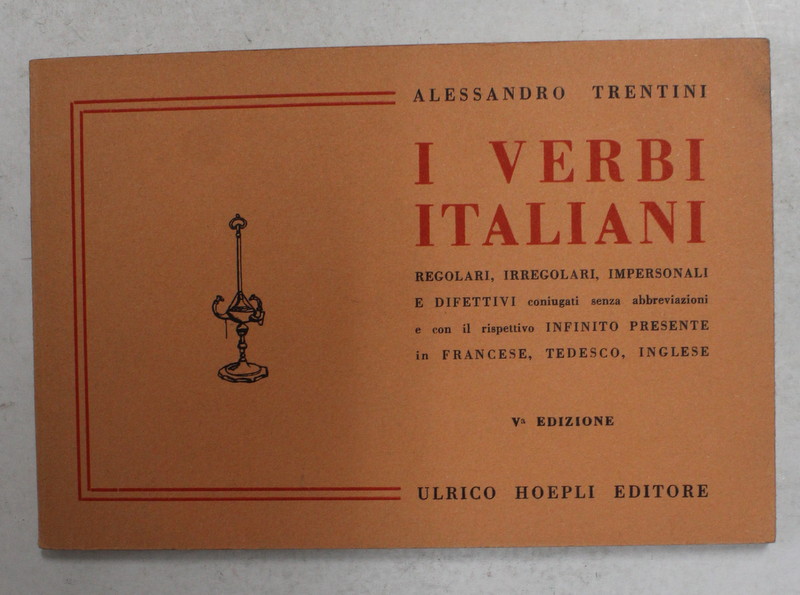 ALESSANDRO TRENTINI
I VERBI
ITALIANI
REGOLARI, IRREGOLARI, IMPERSONALI
E DIFETTIVI coniugati senza abbreviazioni
e con il rispettivo INFINITO PRESENTE
in FRANCESE, TEDESCO, INGLESE
Vª EDIZIONE
ULRICO HOEPLI EDITORE